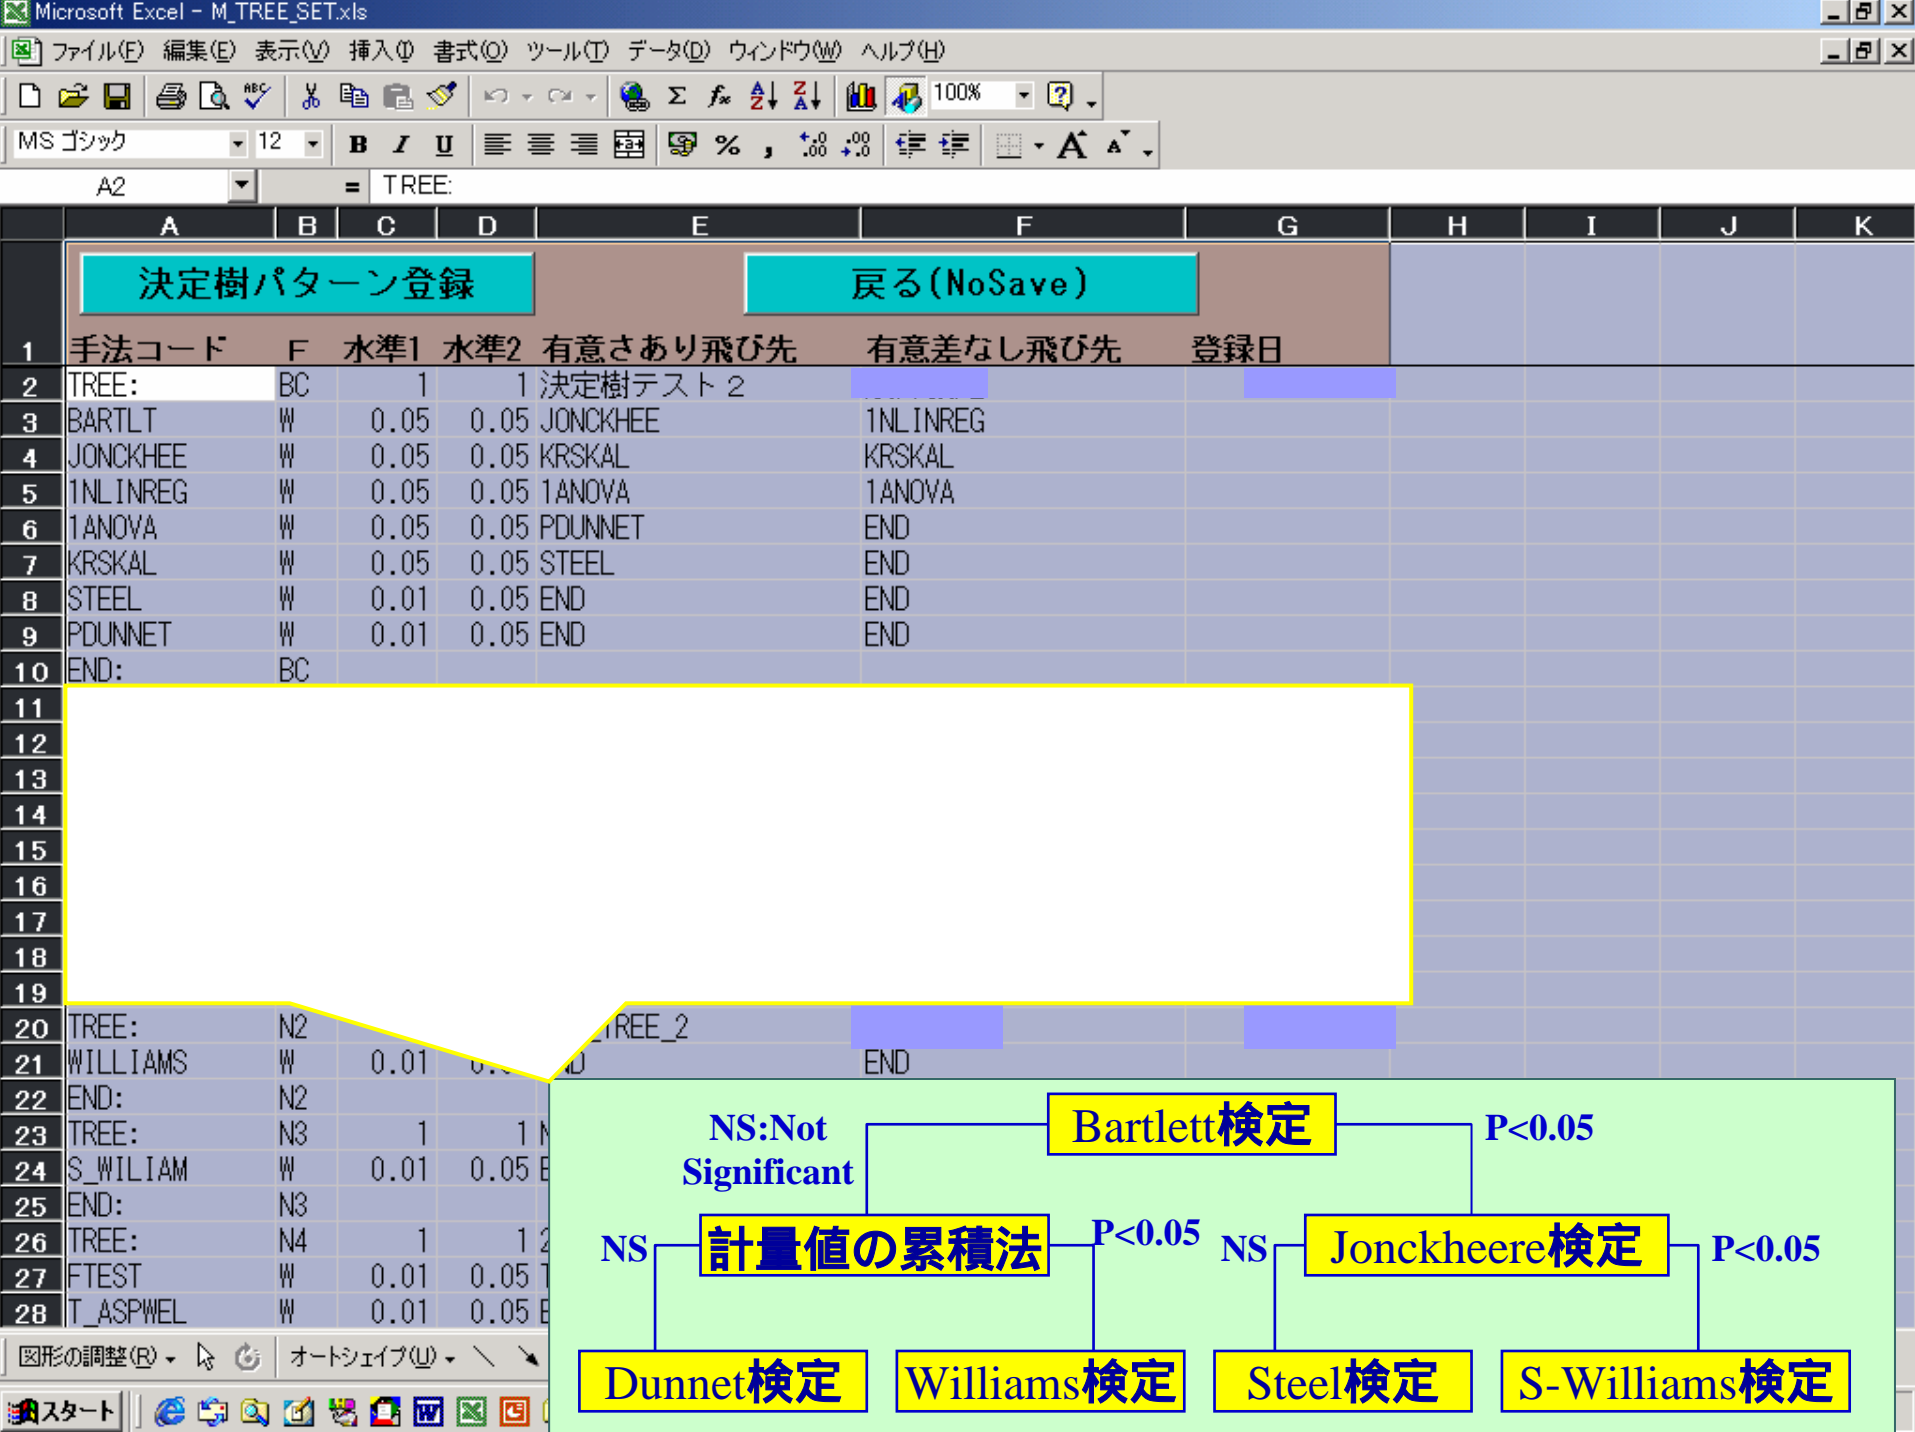 Microsoft Excel - M_TREE_SET.xls
ファイル(F) 編集(E) 表示(V) 挿入(I) 書式(O) ツール(T) データ(D) ウィンドウ(W) ヘルプ(H)
100%
MS ゴシック 12 B I U % ,
A2 = TREE:
A B C D E F G H I J K
決定樹パターン登録 戻る(NoSave)
1 手法コード F 水準1 水準2 有意さあり飛び先 有意差なし飛び先 登録日
2 TREE: BC 1 1 決定樹テスト2
3 BARTLT W 0.05 0.05 JONCKHEE 1NLINREG
4 JONCKHEE W 0.05 0.05 KRSKAL KRSKAL
5 1NLINREG W 0.05 0.05 1ANOVA 1ANOVA
6 1ANOVA W 0.05 0.05 PDUNNET END
7 KRSKAL W 0.05 0.05 STEEL END
8 STEEL W 0.01 0.05 END END
9 PDUNNET W 0.01 0.05 END END
10 END: BC
11
12
13
14
15
16
17
18
19
20 TREE: N2 TREE_2
21 WILLIAMS W 0.01 END
22 END: N2
23 TREE: N3 1 1
24 S_WILIAM W 0.01 0.05
25 END: N3
26 TREE: N4 1 1
27 FTEST W 0.01 0.05
28 T_ASPWEL W 0.01 0.05
NS:Not Significant
Bartlett検定
P<0.05
NS
計量値の累積法
P<0.05
NS
Jonckheere検定
P<0.05
Dunnet検定 Williams検定 Steel検定 S-Williams検定
図形の調整(R) オートシェイプ(U)
スタート